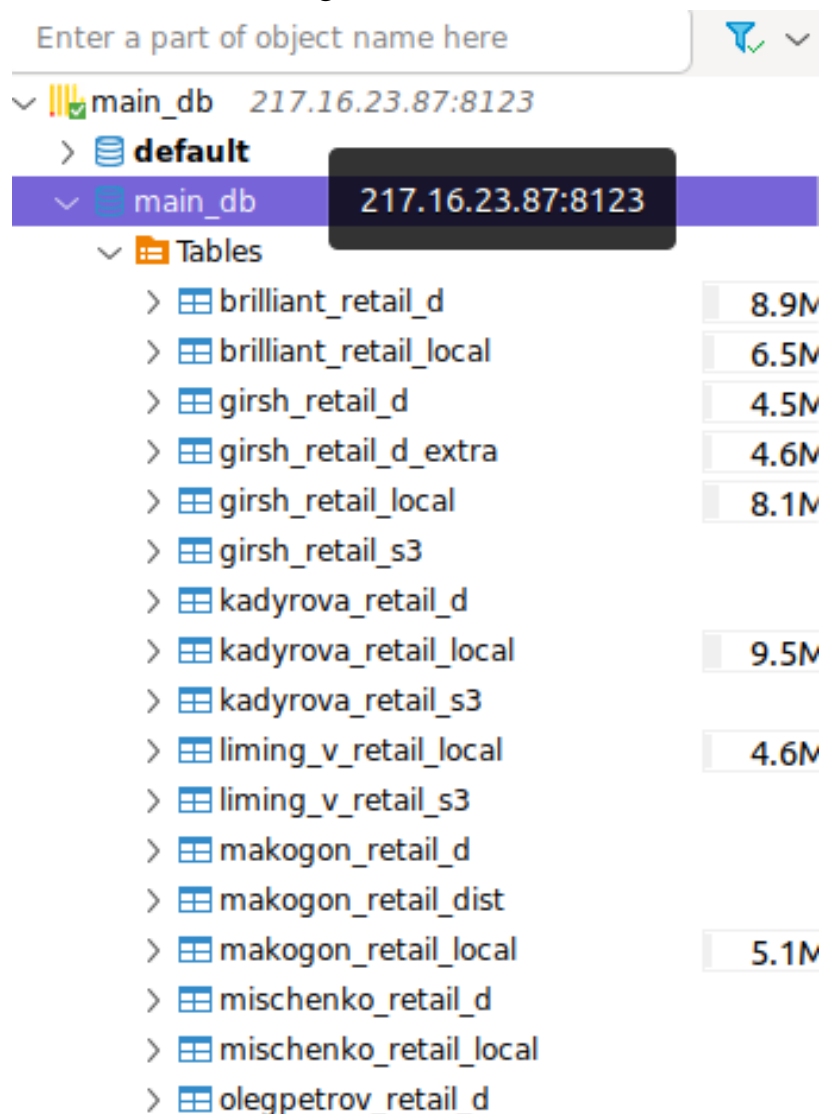 Enter a part of object name here
main_db 217.16.23.87:8123
default
main_db 217.16.23.87:8123
Tables
brilliant_retail_d 8.9M
brilliant_retail_local 6.5M
girsh_retail_d 4.5M
girsh_retail_d_extra 4.6M
girsh_retail_local 8.1M
girsh_retail_s3
kadyrova_retail_d
kadyrova_retail_local 9.5M
kadyrova_retail_s3
liming_v_retail_local 4.6M
liming_v_retail_s3
makogon_retail_d
makogon_retail_dist
makogon_retail_local 5.1M
mischenko_retail_d
mischenko_retail_local
olegpetrov_retail_d